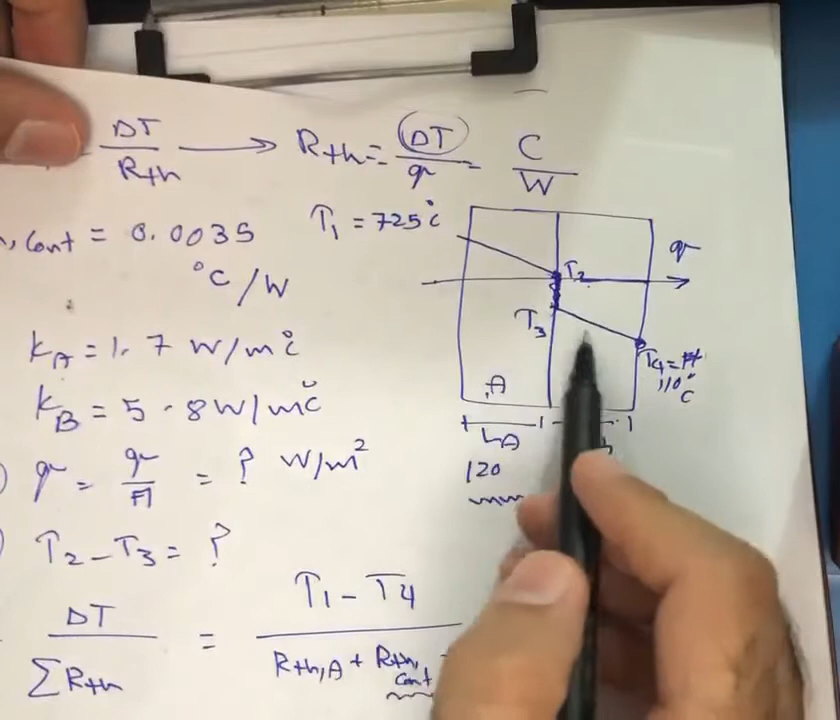 ΔT / Rth → Rth = ΔT / q = C / W
, Cont = 0.0035 °C/W
T1 = 725°C
q
T2
T3
T4 = 110°C
A
LA
120 mm
kA = 1.7 W/m°C
kB = 5.8 W/m°C
q = q / A = ? W/m²
T2 - T3 = ?
ΔT / ΣRth = T1 - T4 / Rth,A + Rth,cont